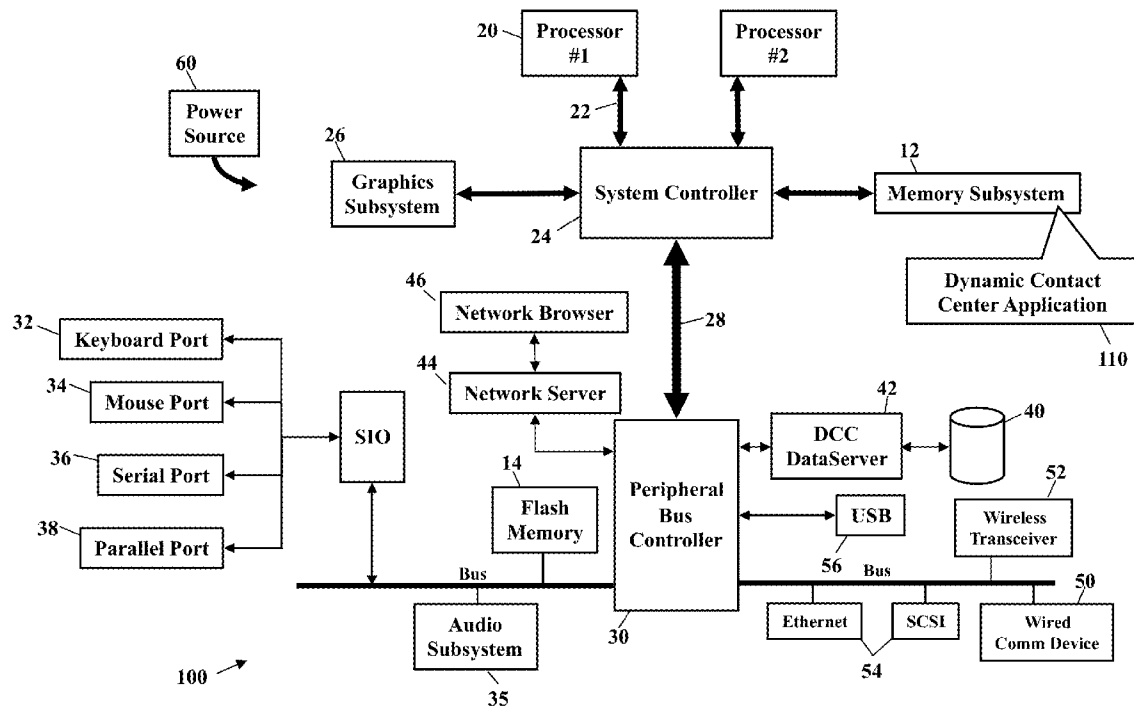 20
Processor
#1
Processor
#2
60
Power
Source
22
26
Graphics
Subsystem
System Controller
24
12
Memory Subsystem
Dynamic Contact
Center Application
110
28
46
Network Browser
44
Network Server
32
Keyboard Port
34
Mouse Port
36
Serial Port
38
Parallel Port
SIO
14
Flash
Memory
Peripheral
Bus
Controller
30
42
DCC
DataServer
40
USB
56
52
Wireless
Transceiver
Bus
Bus
Audio
Subsystem
35
Ethernet
SCSI
54
50
Wired
Comm Device
100